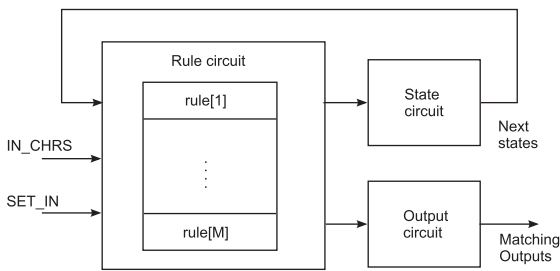 Rule circuit
rule[1]
.
.
.
.
rule[M]
State
circuit
Next
states
IN_CHRS
SET_IN
Output
circuit
Matching
Outputs